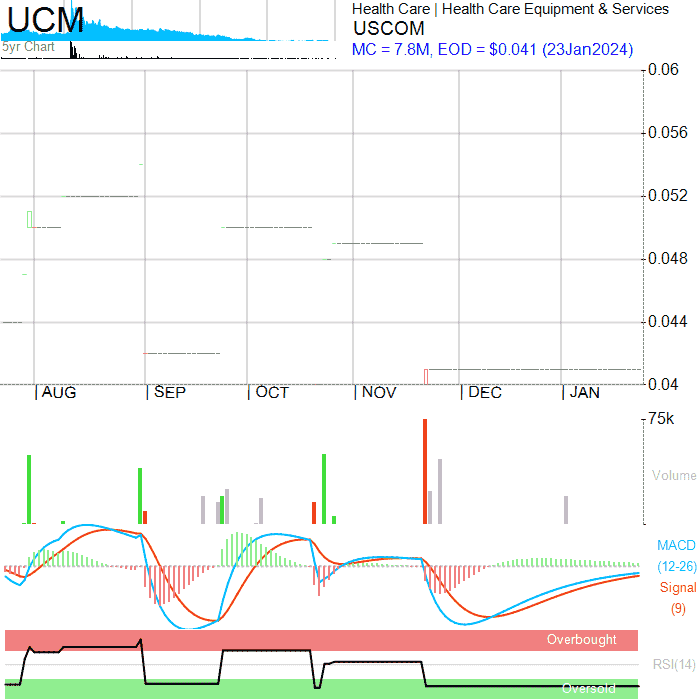 UCM
Health Care | Health Care Equipment & Services
USCOM
5yr Chart
MC = 7.8M, EOD = $0.041 (23Jan2024)
0.06
0.056
0.052
0.048
0.044
0.04
AUG SEP OCT NOV DEC JAN
75k
Volume
MACD
(12-26)
Signal
(9)
Overbought
RSI(14)
Oversold